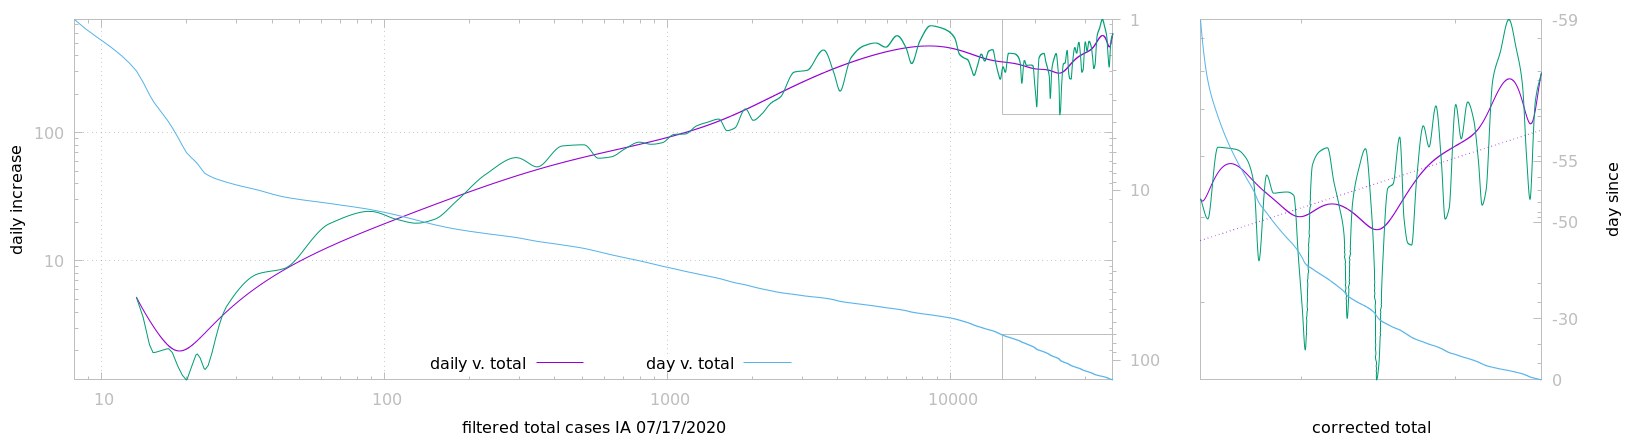 1
-59
100
-55
daily increase
10
-50
day since
10
-30
daily v. total
day v. total
100
0
10
100
1000
10000
filtered total cases IA 07/17/2020
corrected total